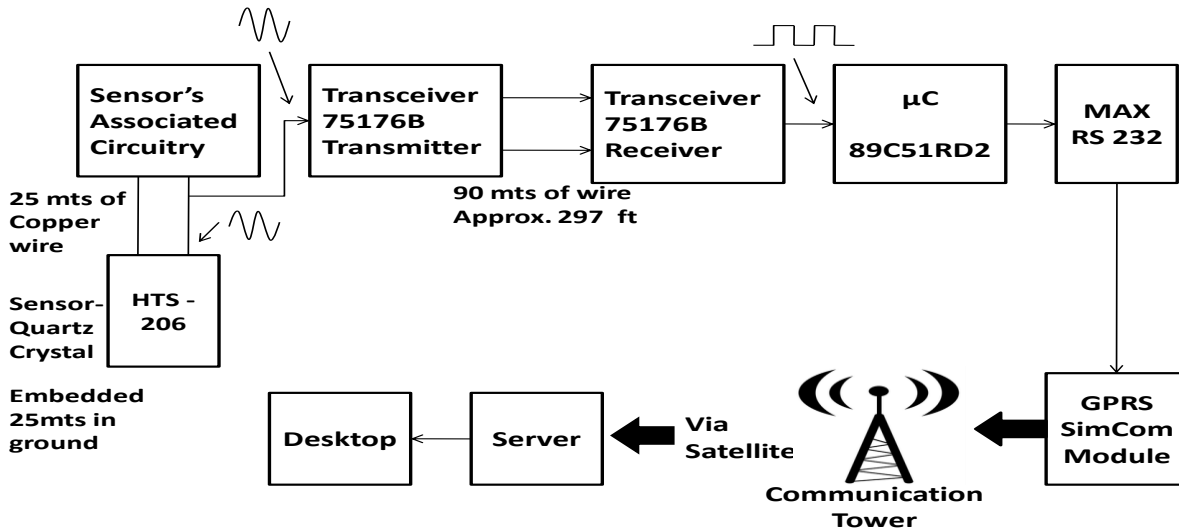 Sensor's
Associated
Circuitry
Transceiver
75176B
Transmitter
Transceiver
75176B
Receiver
µC
89C51RD2
MAX
RS 232
25 mts of
Copper
wire
90 mts of wire
Approx. 297 ft
HTS -
206
Sensor-
Quartz
Crystal
Embedded
25mts in
ground
Desktop
Server
Via
Satellite
Communication
Tower
GPRS
SimCom
Module